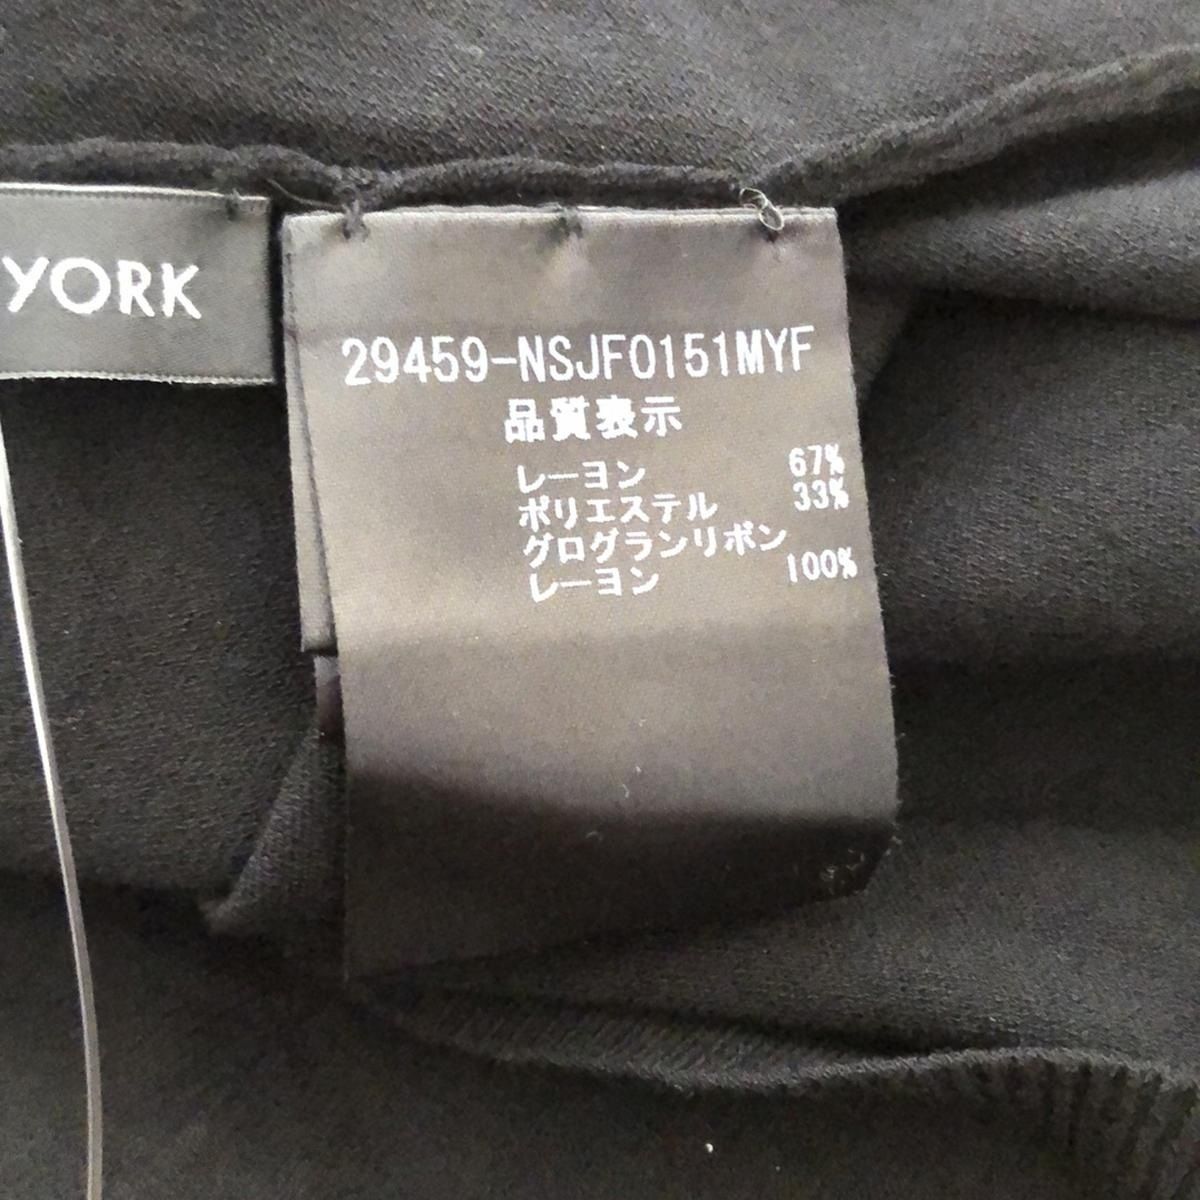 YORK
29459-NSJF0151MYF
品質表示
レーヨン 67%
ポリエステル 33%
グログランリボン
レーヨン 100%